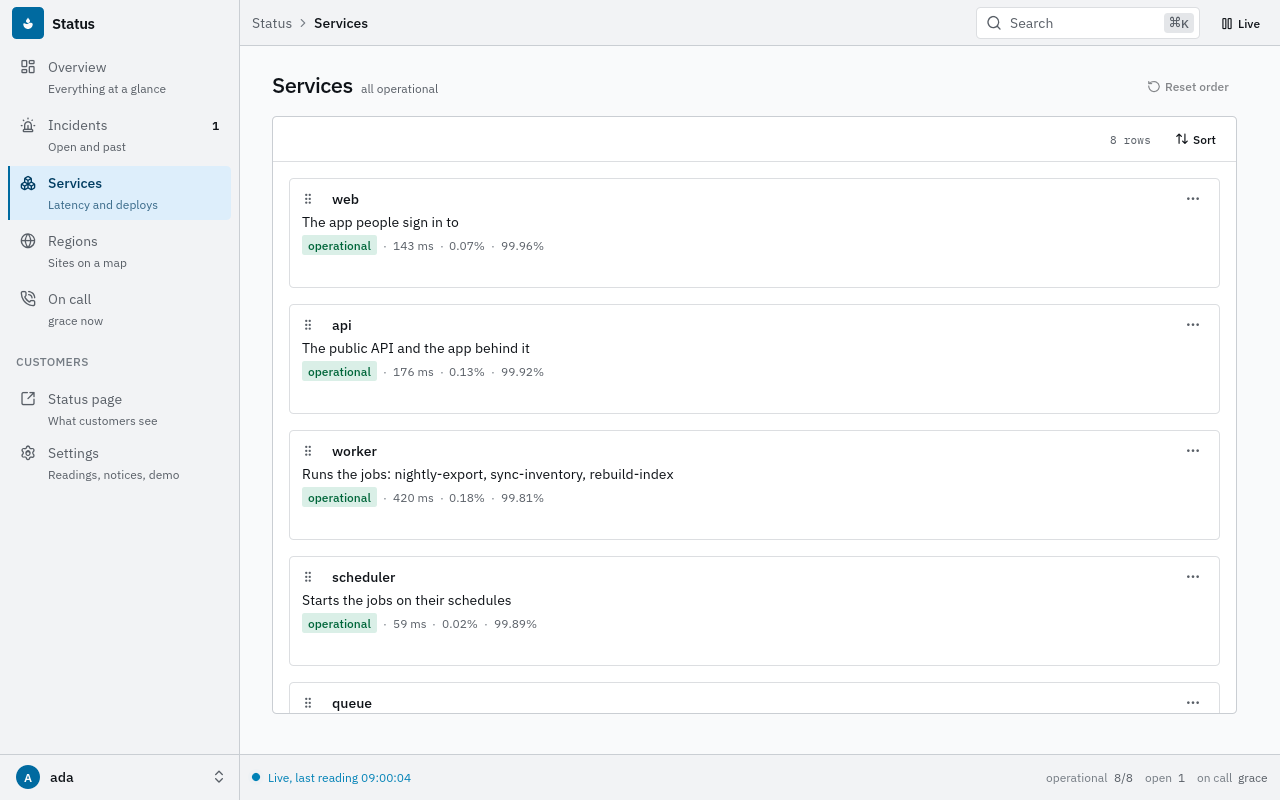 Status
Overview
Everything at a glance
Incidents 1
Open and past
Services
Latency and deploys
Regions
Sites on a map
On call
grace now
CUSTOMERS
Status page
What customers see
Settings
Readings, notices, demo
A ada
Status > Services
Search ⌘K
Live
Services all operational
Reset order
8 rows Sort
web
The app people sign in to
operational · 143 ms · 0.07% · 99.96%
api
The public API and the app behind it
operational · 176 ms · 0.13% · 99.92%
worker
Runs the jobs: nightly-export, sync-inventory, rebuild-index
operational · 420 ms · 0.18% · 99.81%
scheduler
Starts the jobs on their schedules
operational · 59 ms · 0.02% · 99.89%
queue
Live, last reading 09:00:04
operational 8/8 open 1 on call grace